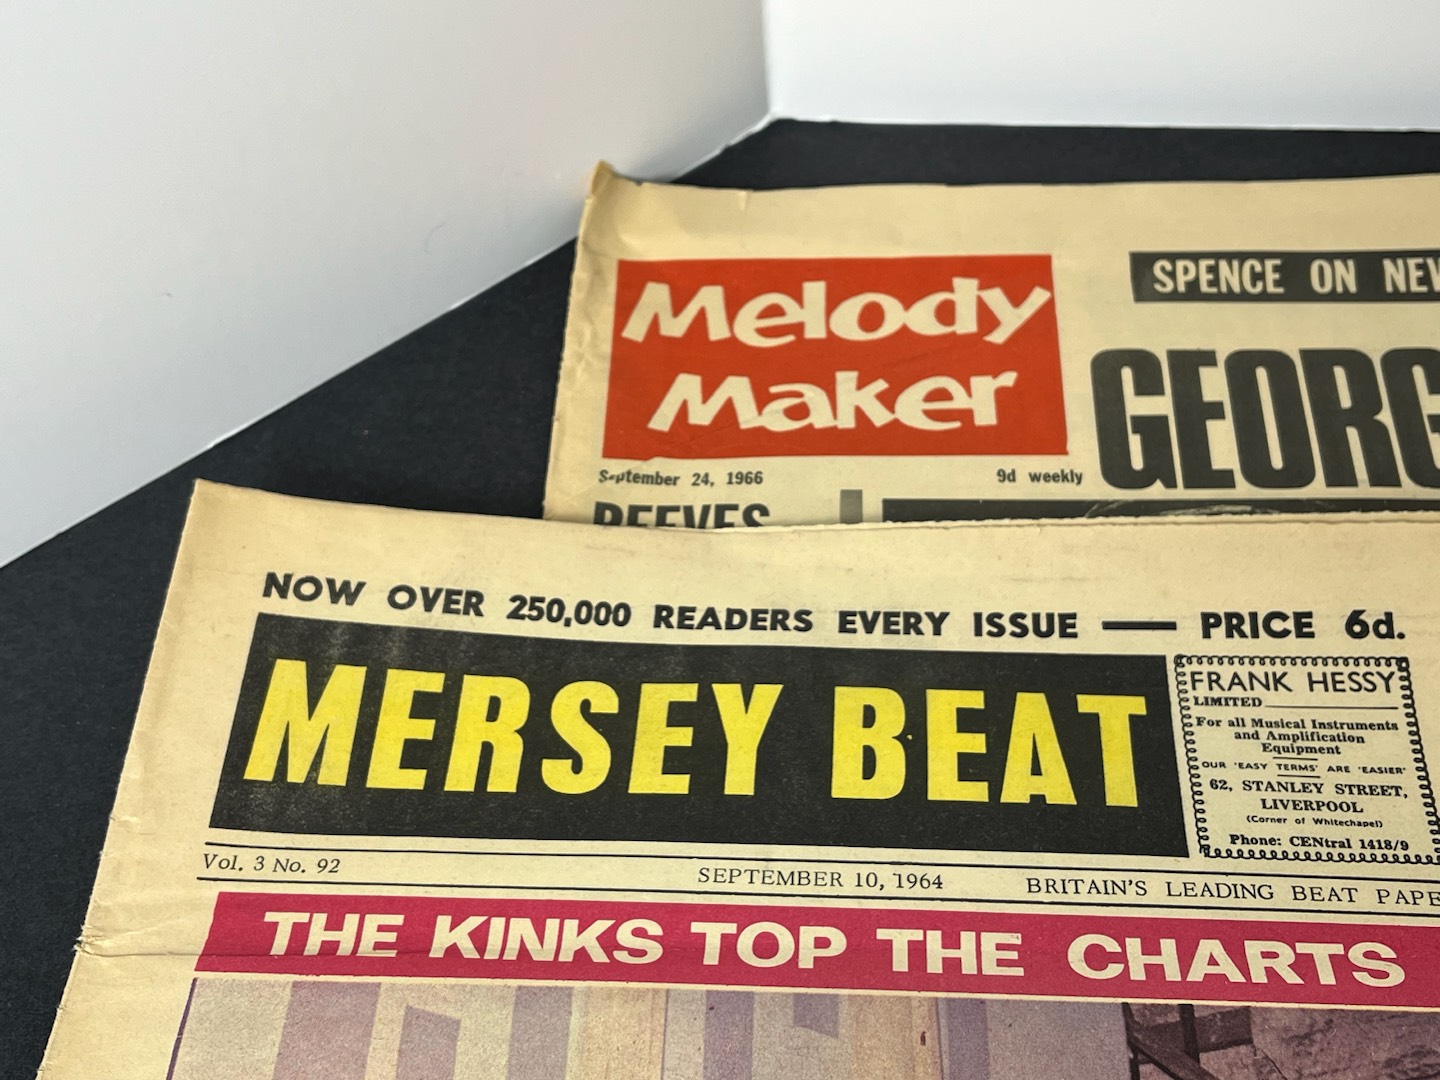 Melody
Maker
September 24, 1966
9d weekly
SPENCE ON
REEVES
NOW OVER 250,000 READERS EVERY ISSUE — PRICE 6d.
MERSEY BEAT
FRANK HESSY
LIMITED
For all Musical Instruments
and Amplification
Equipment
OUR 'EASY TERMS' ARE 'EASIER'
62, STANLEY STREET,
LIVERPOOL
(Corner of Whitechapel)
Phone: CENtral 1418/9
Vol. 3 No. 92
SEPTEMBER 10, 1964
BRITAIN'S LEADING BEAT PAPE
THE KINKS TOP THE CHARTS